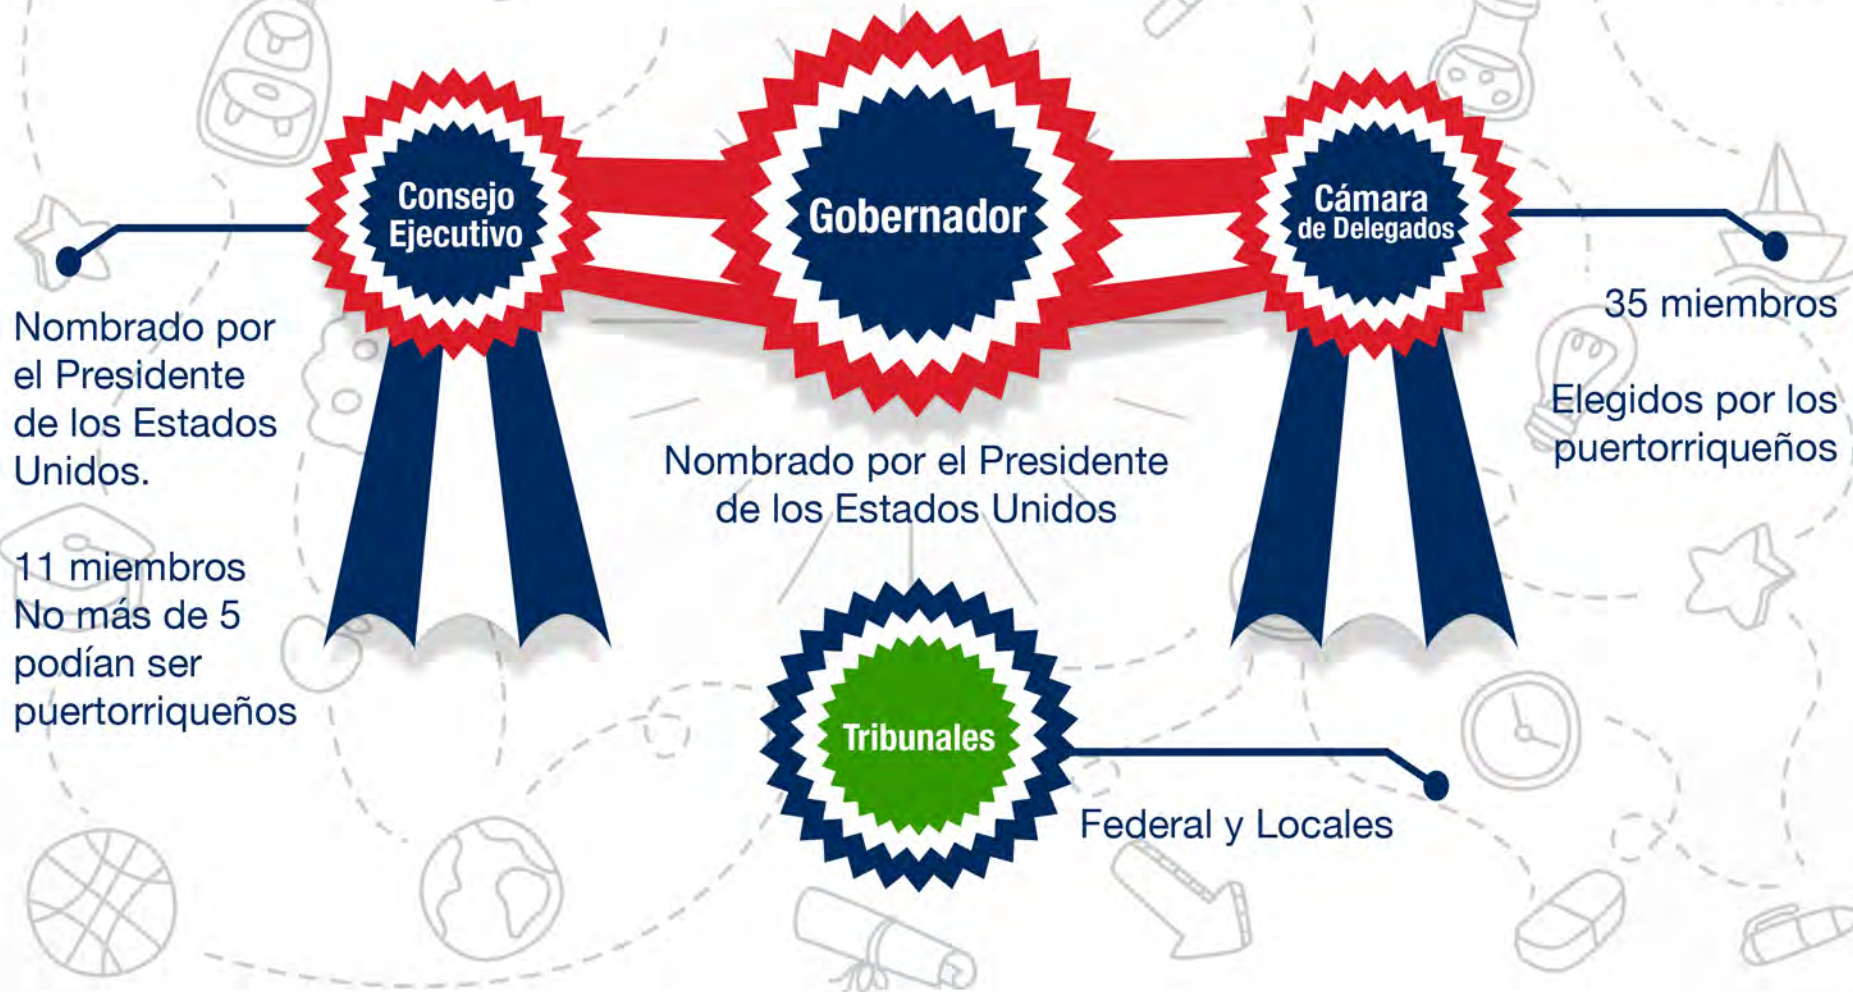 Consejo
Ejecutivo
Gobernador
Cámara
de Delegados
Nombrado por
el Presidente
de los Estados
Unidos.
11 miembros
No más de 5
podían ser
puertorriqueños
Nombrado por el Presidente
de los Estados Unidos
35 miembros
Elegidos por los
puertorriqueños
Tribunales
Federal y Locales